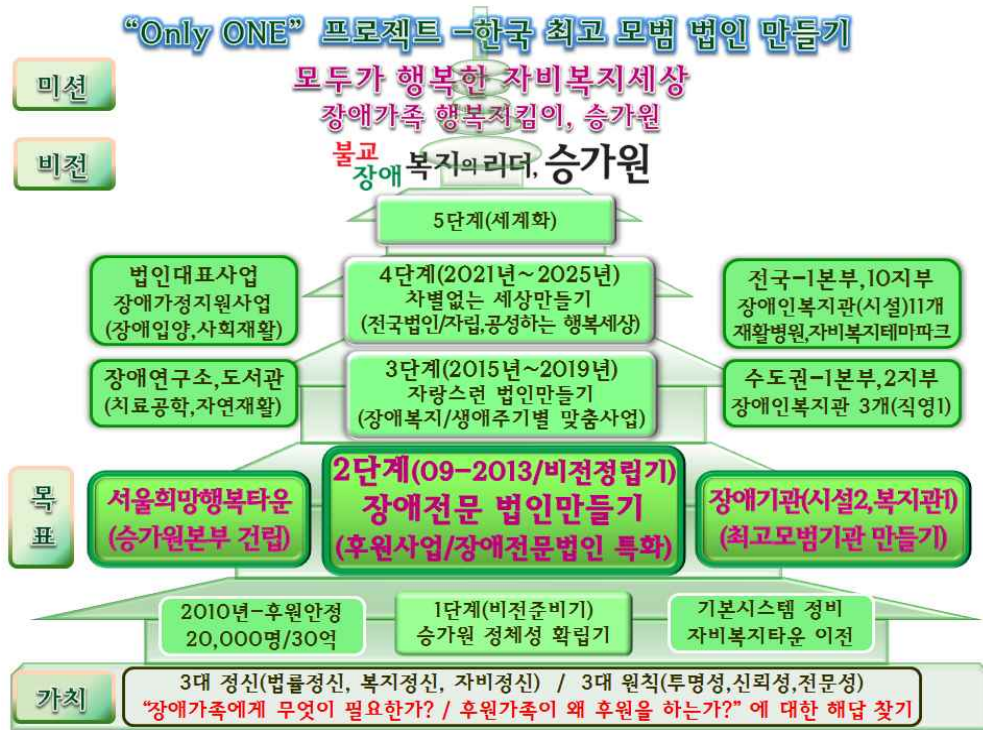 "Only ONE" 프로젝트 -한국 최고 모범 법인 만들기
미션
모두가 행복한 자비복지세상
장애가족 행복지킴이, 승가원
비전
불교
장애 복지의 리더, 승가원
5단계(세계화)
법인대표사업
장애가정지원사업
(장애입양,사회재활)
4단계(2021년~2025년)
차별없는 세상만들기
(전국법인/자립,공성하는 행복세상)
전국-1본부,10지부
장애인복지관(시설)11개
재활병원,자비복지테마파크
장애연구소,도서관
(치료공학,자연재활)
3단계(2015년~2019년)
자랑스런 법인만들기
(장애복지/생애주기별 맞춤사업)
수도권-1본부,2지부
장애인복지관 3개(직영1)
목
표
서울희망행복타운
(승가원본부 건립)
2단계(09-2013/비전정립기)
장애전문 법인만들기
(후원사업/장애전문법인 특화)
장애기관(시설2,복지관1)
(최고모범기관 만들기)
2010년-후원안정
20,000명/30억
1단계(비전준비기)
승가원 정체성 확립기
기본시스템 정비
자비복지타운 이전
가치
3대 정신(법률정신, 복지정신, 자비정신) / 3대 원칙(투명성,신뢰성,전문성)
"장애가족에게 무엇이 필요한가? / 후원가족이 왜 후원을 하는가?" 에 대한 해답 찾기